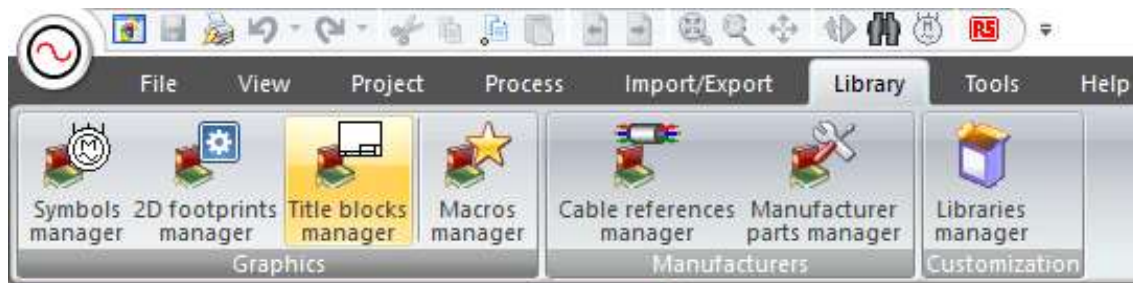 RS
File View Project Process Import/Export Library Tools Help
Symbols manager
2D footprints manager
Title blocks manager
Macros manager
Cable references manager
Manufacturer parts manager
Libraries manager
Graphics Manufacturers Customization